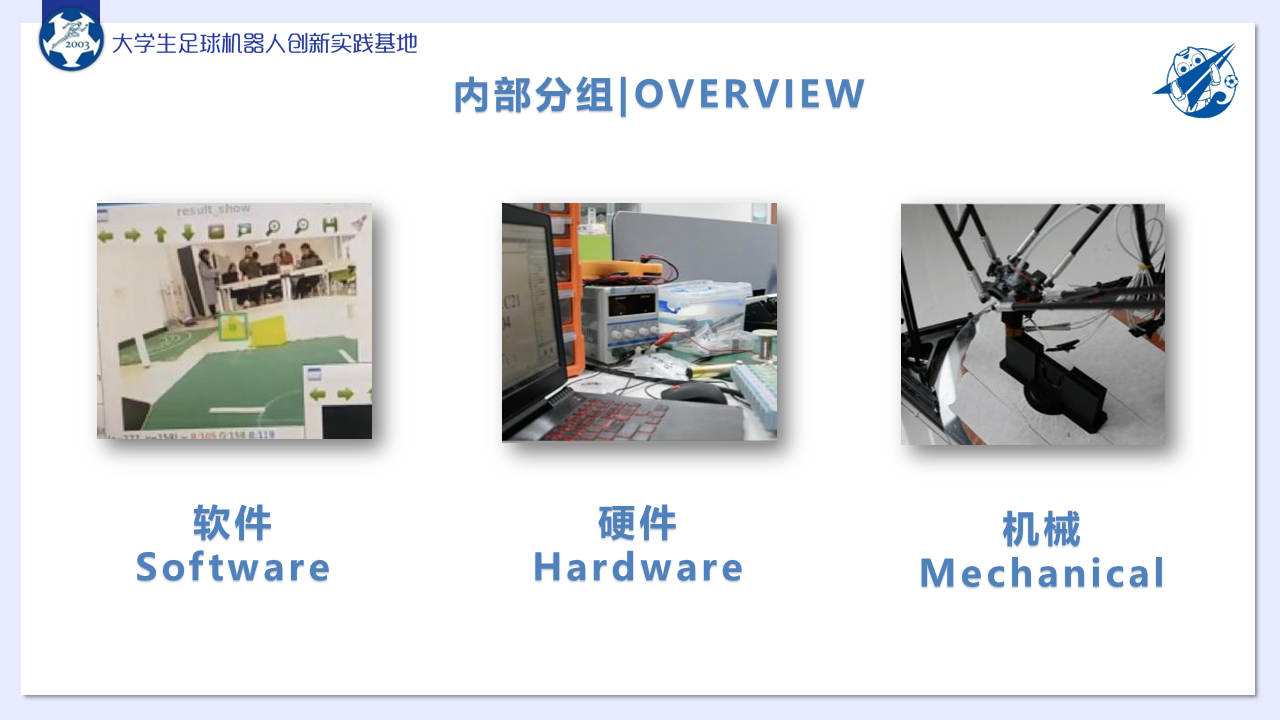 2003
大学生足球机器人创新实践基地
内部分组|OVERVIEW
result_show
软件
Software
硬件
Hardware
机械
Mechanical